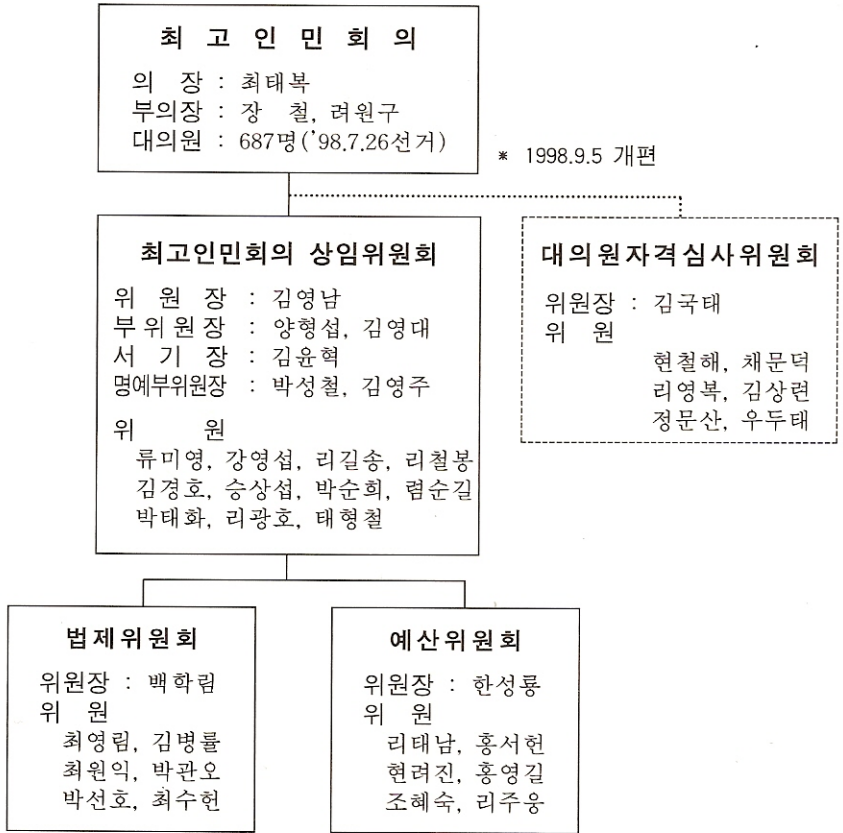 최 고 인 민 회 의
의 장 : 최태복
부의장 : 장 철, 려원구
대의원 : 687명('98.7.26선거)
* 1998.9.5 개편
최고인민회의 상임위원회
위 원 장 : 김영남
부위원장 : 양형섭, 김영대
서 기 장 : 김윤혁
명예부위원장 : 박성철, 김영주
위 원
류미영, 강영섭, 리길송, 리철봉
김경호, 승상섭, 박순희, 렴순길
박태화, 리광호, 태형철
대의원자격심사위원회
위원장 : 김국태
위 원
현철해, 채문덕
리영복, 김상련
정문산, 우두태
법제위원회
위원장 : 백학림
위 원
최영림, 김병률
최원익, 박관오
박선호, 최수헌
예산위원회
위원장 : 한성룡
위 원
리태남, 홍서헌
현려진, 홍영길
조혜숙, 리주웅